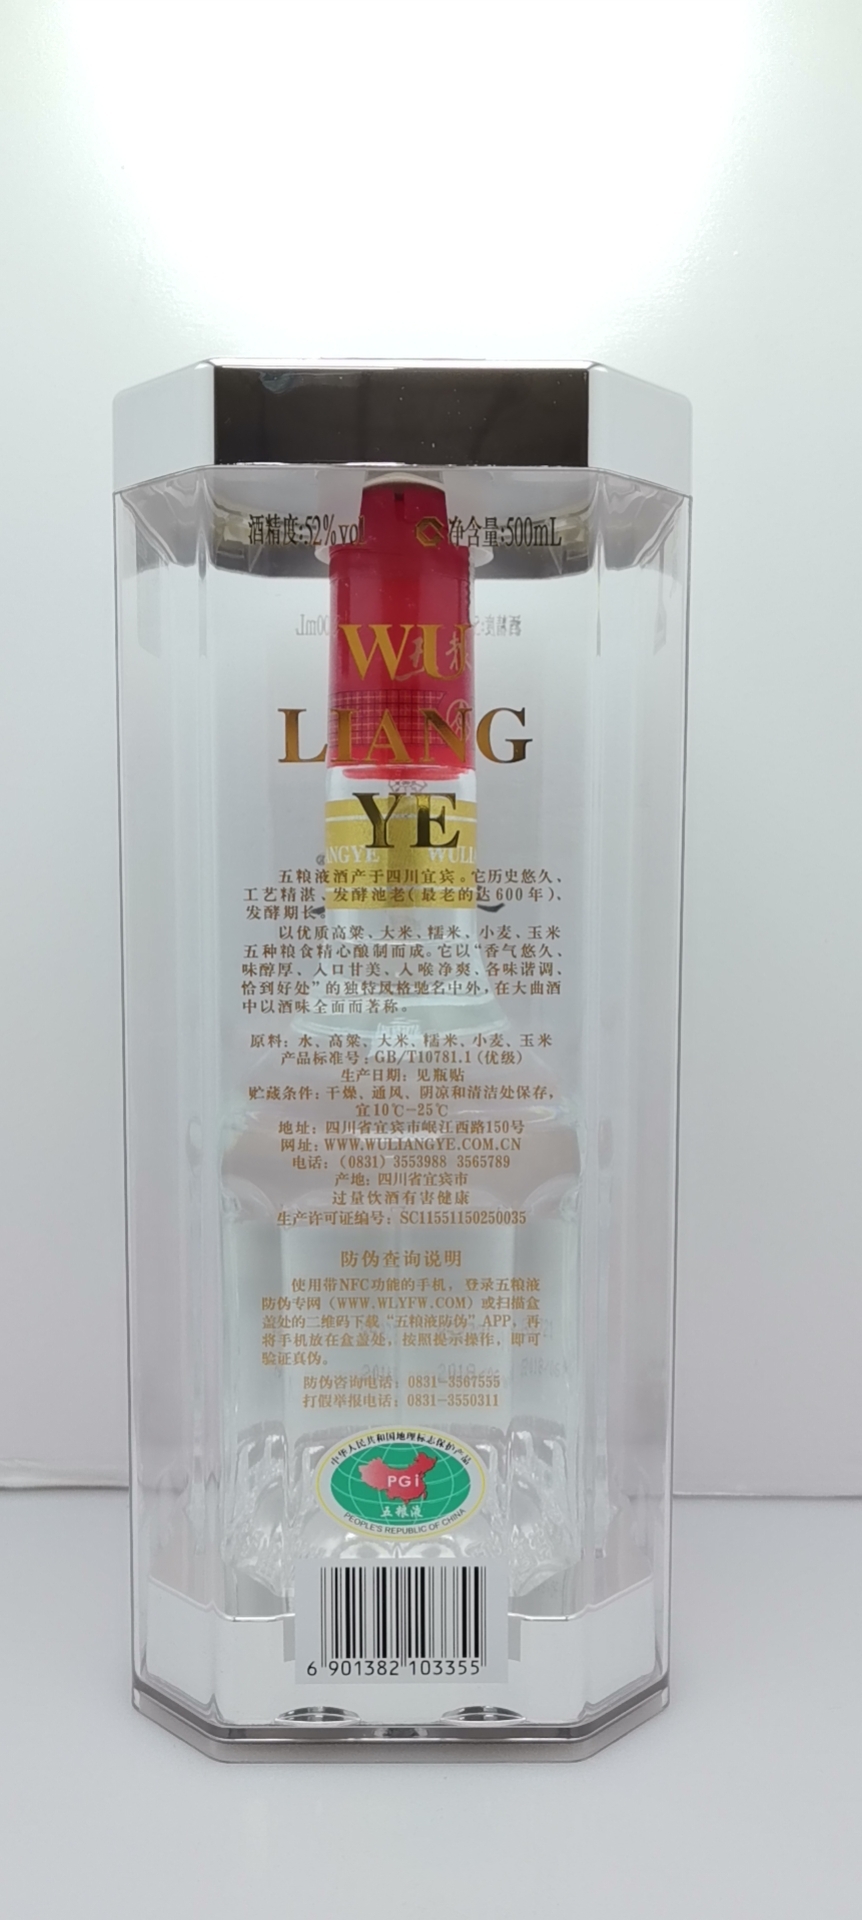 酒精度:52%vol 净含量:500mL
WU
LIANG
YE
ANGYE WULI
五粮液酒产于四川宜宾。它历史悠久、
工艺精湛、发酵池老(最老的达600年)、
发酵期长。
以优质高粱、大米、糯米、小麦、玉米
五种粮食精心酿制而成。它以“香气悠久、
味醇厚、入口甘美、入喉净爽、各味谐调、
恰到好处”的独特风格驰名中外,在大曲酒
中以酒味全面而著称。
原料: 水、高粱、大米、糯米、小麦、玉米
产品标准号: GB/T10781.1(优级)
生产日期: 见瓶贴
贮藏条件: 干燥、通风、阴凉和清洁处保存,
宜10℃-25℃
地址: 四川省宜宾市岷江西路150号
网址: WWW.WULIANGYE.COM.CN
电话: (0831) 3553988 3565789
产地: 四川省宜宾市
过量饮酒有害健康
生产许可证编号: SC11551150250035
防伪查询说明
使用带NFC功能的手机, 登录五粮液
防伪专网 (WWW.WLYFW.COM) 或扫描盒
盖处的二维码下载“五粮液防伪”APP, 再
将手机放在盒盖处, 按照提示操作, 即可
验证真伪。
防伪咨询电话: 0831-3567555
打假举报电话: 0831-3550311
中华人民共和国地理标志保护产品
PGI
五粮液
PEOPLE'S REPUBLIC OF CHINA
6 901382 103355